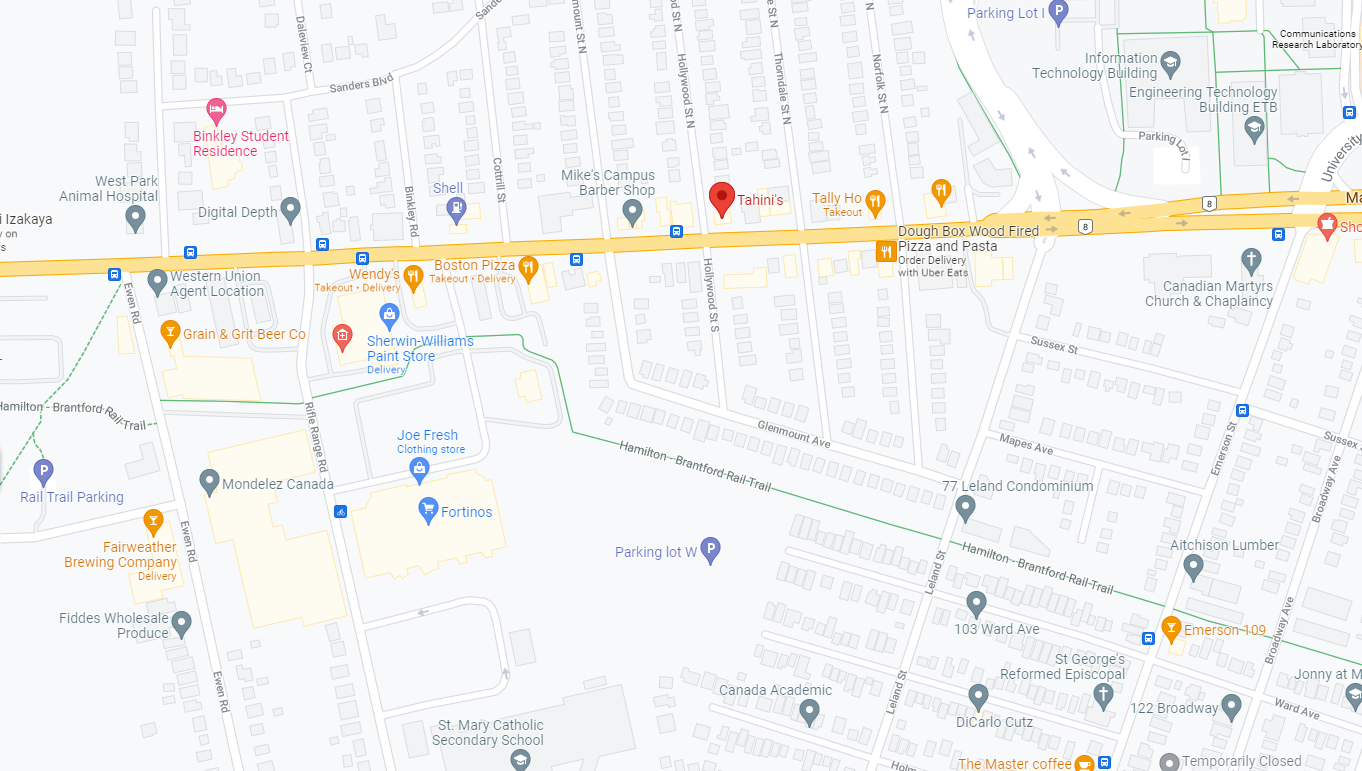 Parking Lot I
Communications
Research Laboratory
Information
Technology Building
Engineering Technology
Building ETB
Parking Lot I
University
Daleview Ct
Sanders Blvd
mount St N
d St N
Hollywood St N
e St N
Thorndale St N
Norfolk St N
Binkley Student
Residence
West Park
Animal Hospital
Digital Depth
Shell
Binkley Rd
Cottrill St
Mike's Campus
Barber Shop
Tahini's
Tally Ho
Takeout
8
8
Ma
Sho
i Izakaya
y on
s
Dough Box Wood Fired
Pizza and Pasta
Order Delivery
with Uber Eats
Canadian Martyrs
Church & Chaplaincy
Western Union
Agent Location
Wendy's
Takeout • Delivery
Boston Pizza
Takeout • Delivery
Ewen Rd
Hollywood St S
Grain & Grit Beer Co
Sherwin-Williams
Paint Store
Delivery
Sussex St
Hamilton - Brantford Rail-Trail
Rifle Range Rd
Glenmount Ave
Mapes Ave
Emerson St
Sussex S
Joe Fresh
Clothing store
Hamilton - Brantford Rail-Trail
P
Rail Trail Parking
Mondelez Canada
Fortinos
77 Leland Condominium
Broadway Ave
Ewen Rd
Fairweather
Brewing Company
Delivery
Parking lot W
P
Leland St
Hamilton - Brantford Rail-Trail
Aitchison Lumber
Fiddes Wholesale
Produce
103 Ward Ave
Emerson 109
Broadway Ave
St George's
Reformed Episcopal
Jonny at M
Ewen Rd
Canada Academic
Leland St
DiCarlo Cutz
122 Broadway
Ward Ave
St. Mary Catholic
Secondary School
The Master coffee
Temporarily Closed